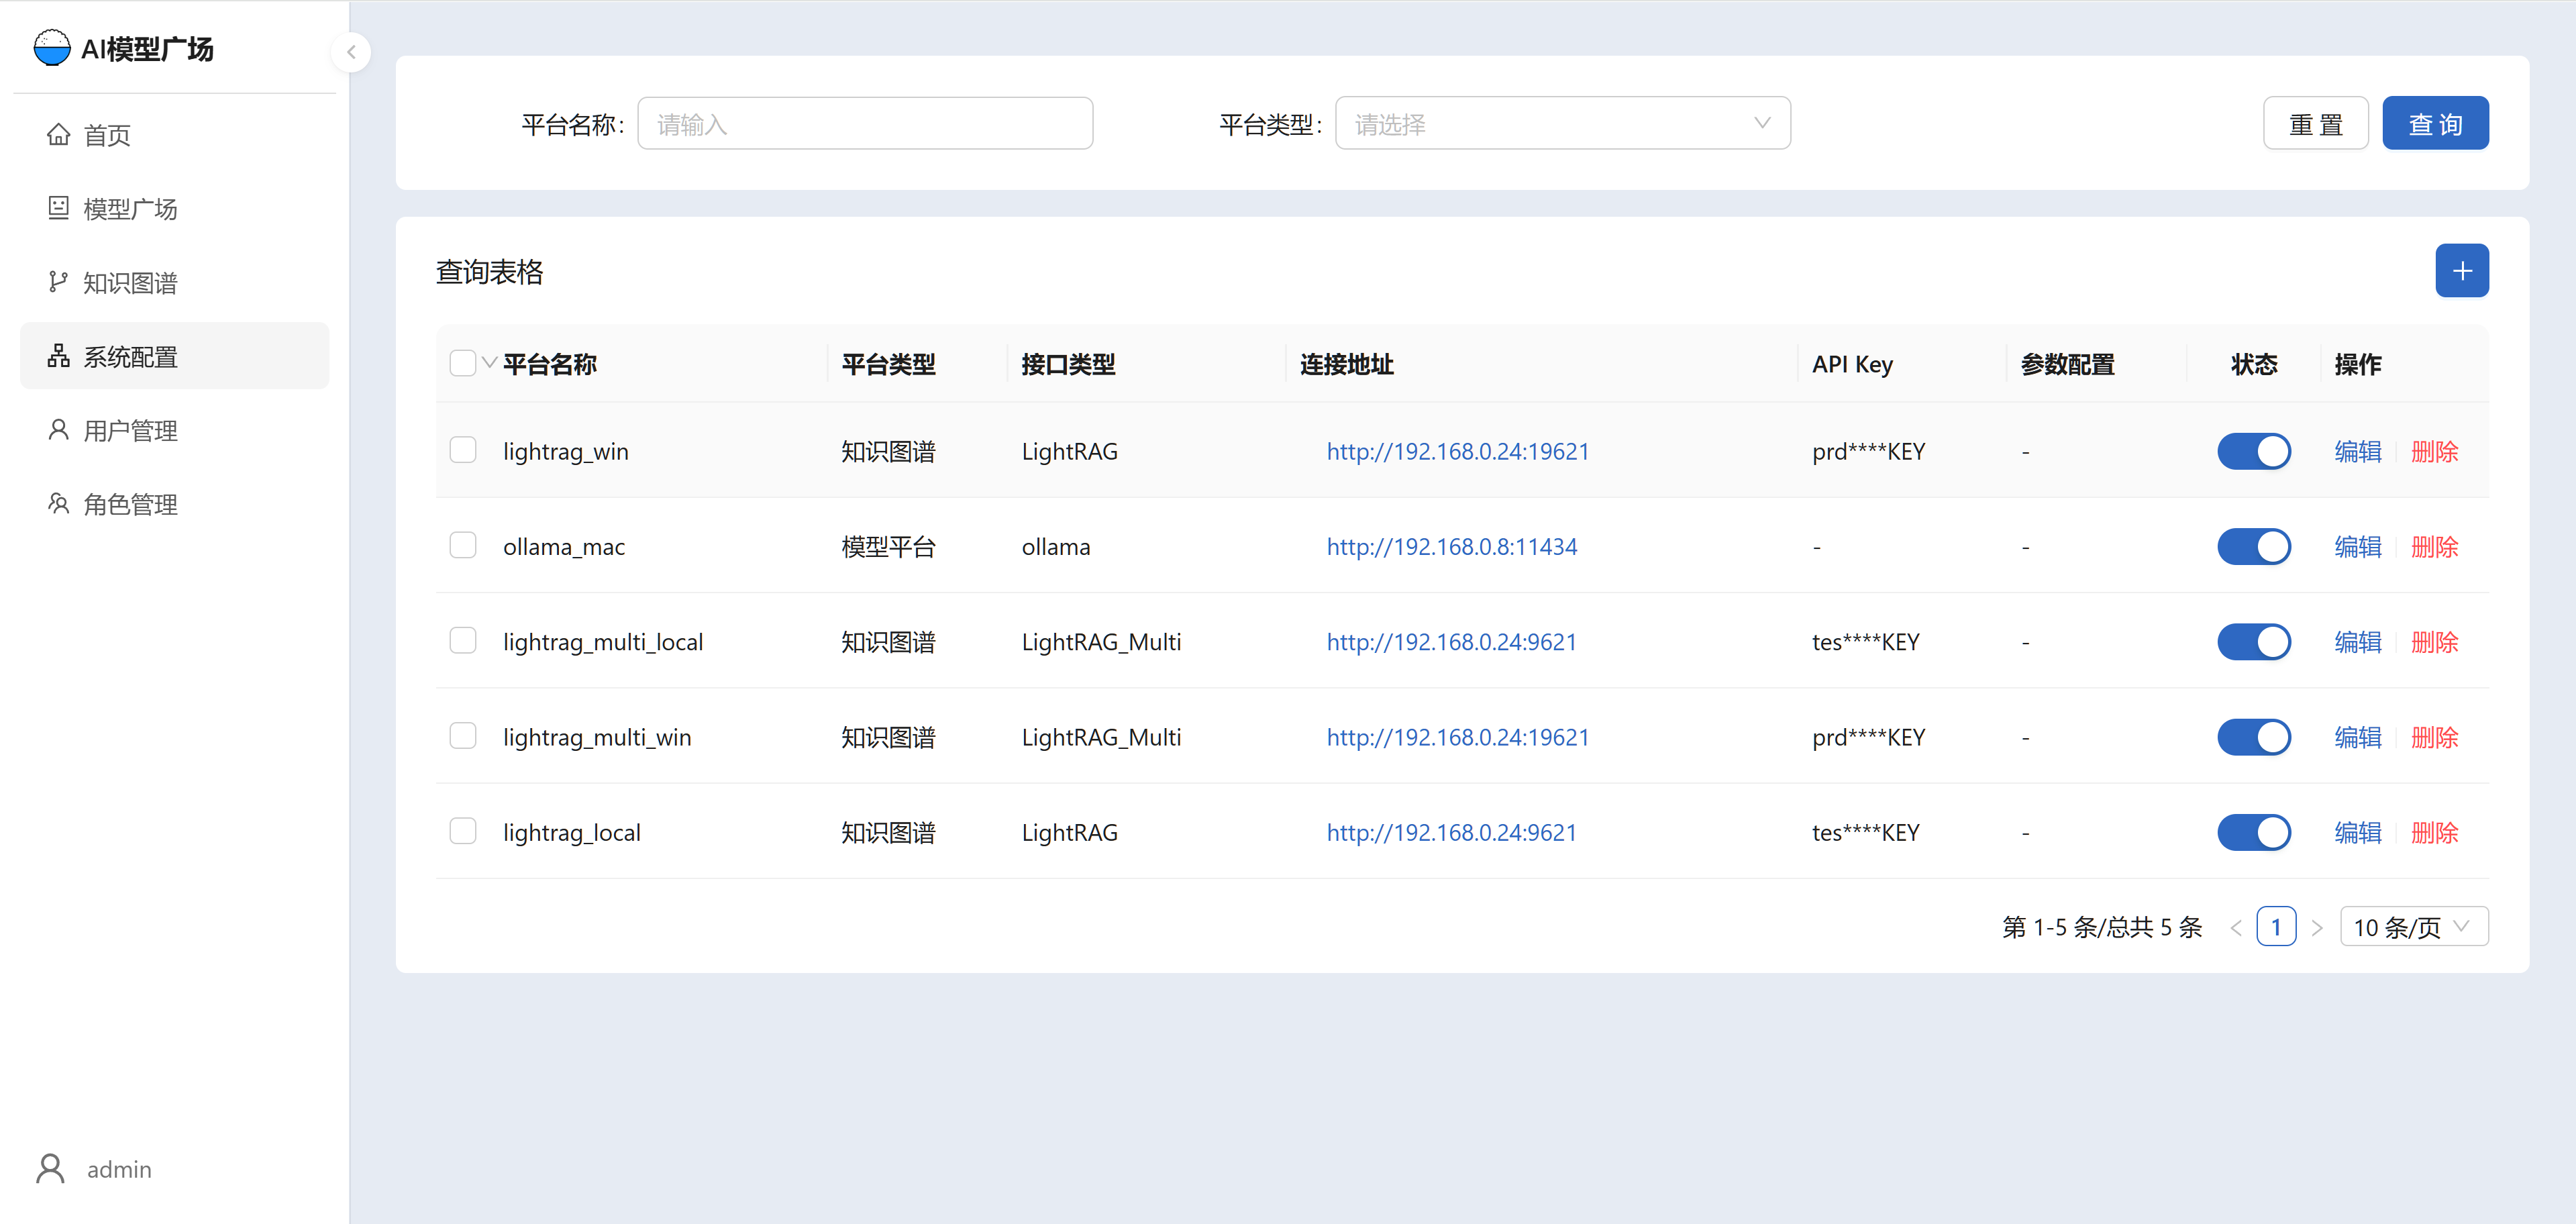 AI模型广场
首页
模型广场
知识图谱
系统配置
用户管理
角色管理
admin
平台名称: 请输入 平台类型: 请选择 重 置 查 询
查询表格
平台名称 平台类型 接口类型 连接地址 API Key 参数配置 状态 操作
lightrag_win 知识图谱 LightRAG http://192.168.0.24:19621 prd****KEY - 编辑 删除
ollama_mac 模型平台 ollama http://192.168.0.8:11434 - - 编辑 删除
lightrag_multi_local 知识图谱 LightRAG_Multi http://192.168.0.24:9621 tes****KEY - 编辑 删除
lightrag_multi_win 知识图谱 LightRAG_Multi http://192.168.0.24:19621 prd****KEY - 编辑 删除
lightrag_local 知识图谱 LightRAG http://192.168.0.24:9621 tes****KEY - 编辑 删除
第 1-5 条/总共 5 条 < 1 > 10 条/页